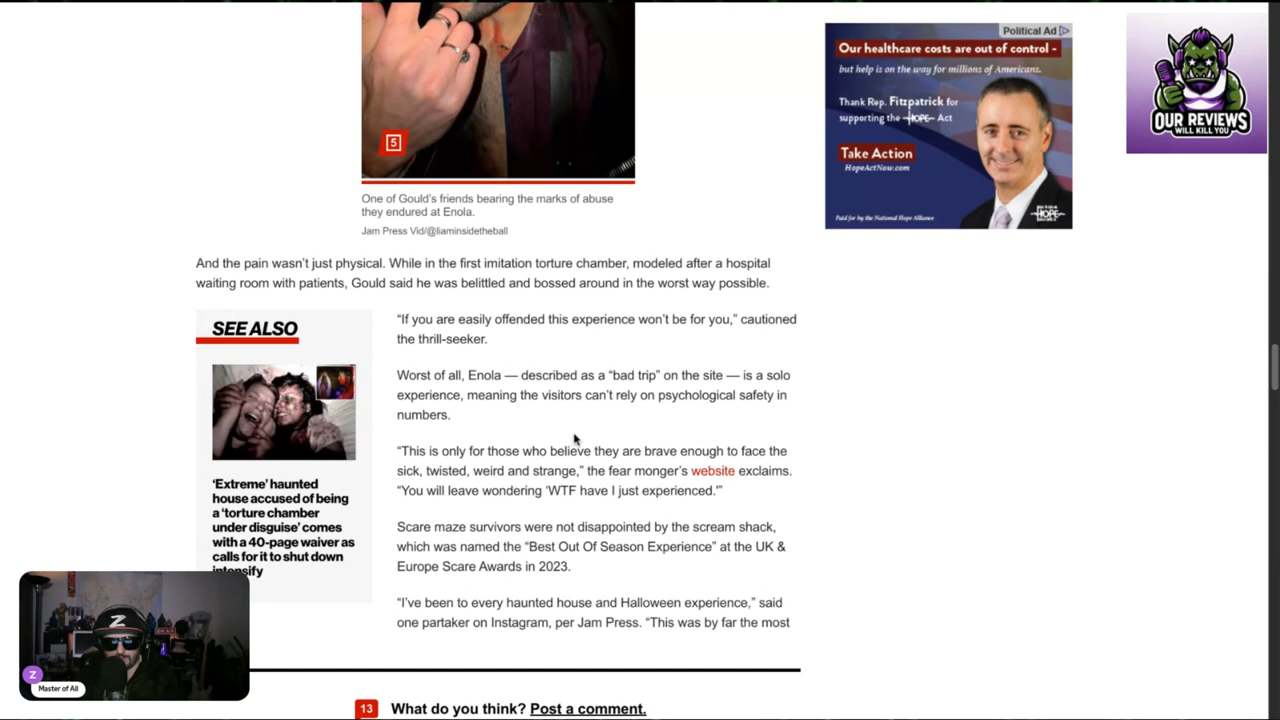 5
One of Gould's friends bearing the marks of abuse
they endured at Enola.
Jam Press Vid/@liaminsidetheball
Political Ad
Our healthcare costs are out of control -
but help is on the way for millions of Americans.
Thank Rep. Fitzpatrick for
supporting the HOPE Act
Take Action
HopeActNow.com
Paid for by the National Hope Alliance
HOPE
OUR REVIEWS
WILL KILL YOU
And the pain wasn't just physical. While in the first imitation torture chamber, modeled after a hospital
waiting room with patients, Gould said he was belittled and bossed around in the worst way possible.
SEE ALSO
'Extreme' haunted
house accused of being
a 'torture chamber
under disguise' comes
with a 40-page waiver as
calls for it to shut down
intensify
“If you are easily offended this experience won't be for you,” cautioned
the thrill-seeker.
Worst of all, Enola — described as a “bad trip” on the site — is a solo
experience, meaning the visitors can't rely on psychological safety in
numbers.
“This is only for those who believe they are brave enough to face the
sick, twisted, weird and strange,” the fear monger's website exclaims.
“You will leave wondering 'WTF have I just experienced.'”
Scare maze survivors were not disappointed by the scream shack,
which was named the “Best Out Of Season Experience” at the UK &
Europe Scare Awards in 2023.
“I've been to every haunted house and Halloween experience,” said
one partaker on Instagram, per Jam Press. “This was by far the most
Z
Z
Master of All
13
What do you think? Post a comment.